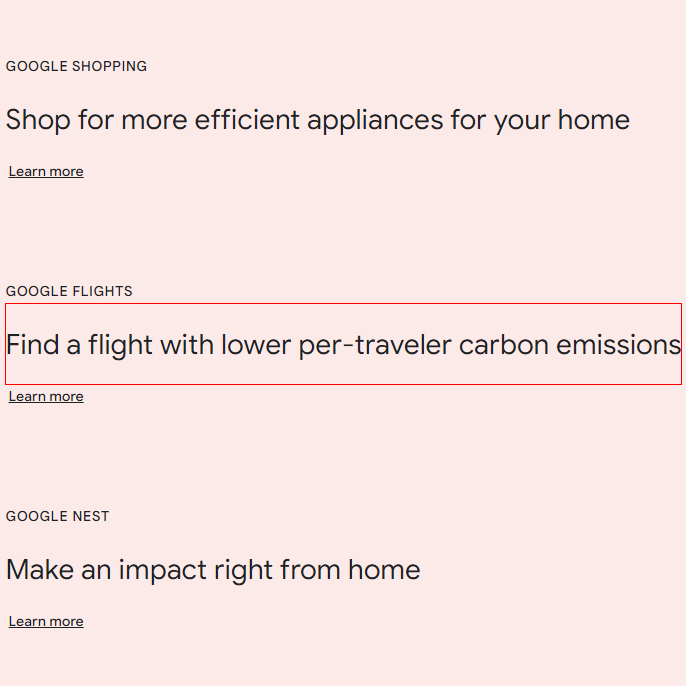 GOOGLE SHOPPING
Shop for more efficient appliances for your home
Learn more
GOOGLE FLIGHTS
Find a flight with lower per-traveler carbon emissions
Learn more
GOOGLE NEST
Make an impact right from home
Learn more